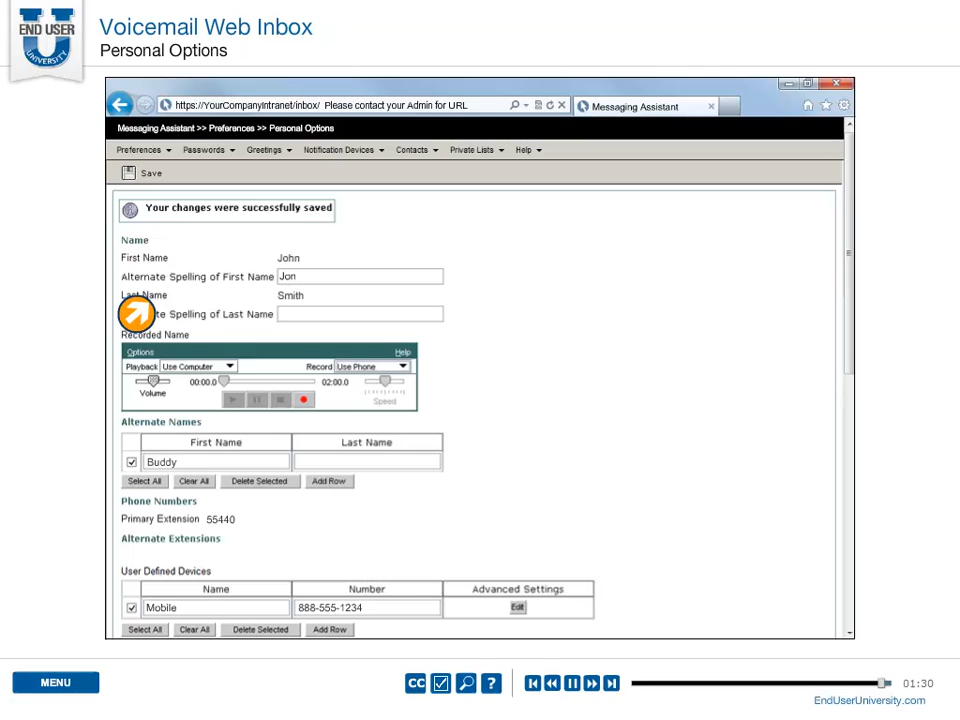 END USER
U
UNIVERSITY
Voicemail Web Inbox
Personal Options
https://YourCompanyIntranet/inbox/ Please contact your Admin for URL
Messaging Assistant
Messaging Assistant >> Preferences >> Personal Options
Preferences Passwords Greetings Notification Devices Contacts Private Lists Help
Save
Your changes were successfully saved
Name
First Name John
Alternate Spelling of First Name Jon
Last Name Smith
te Spelling of Last Name
Recorded Name
Options Help
Playback Use Computer Record Use Phone
00:00.0 02:00.0
Volume Speed
Alternate Names
First Name Last Name
Buddy
Select All Clear All Delete Selected Add Row
Phone Numbers
Primary Extension 55440
Alternate Extensions
User Defined Devices
Name Number Advanced Settings
Mobile 888-555-1234 Edit
Select All Clear All Delete Selected Add Row
MENU CC ? 01:30
EndUserUniversity.com